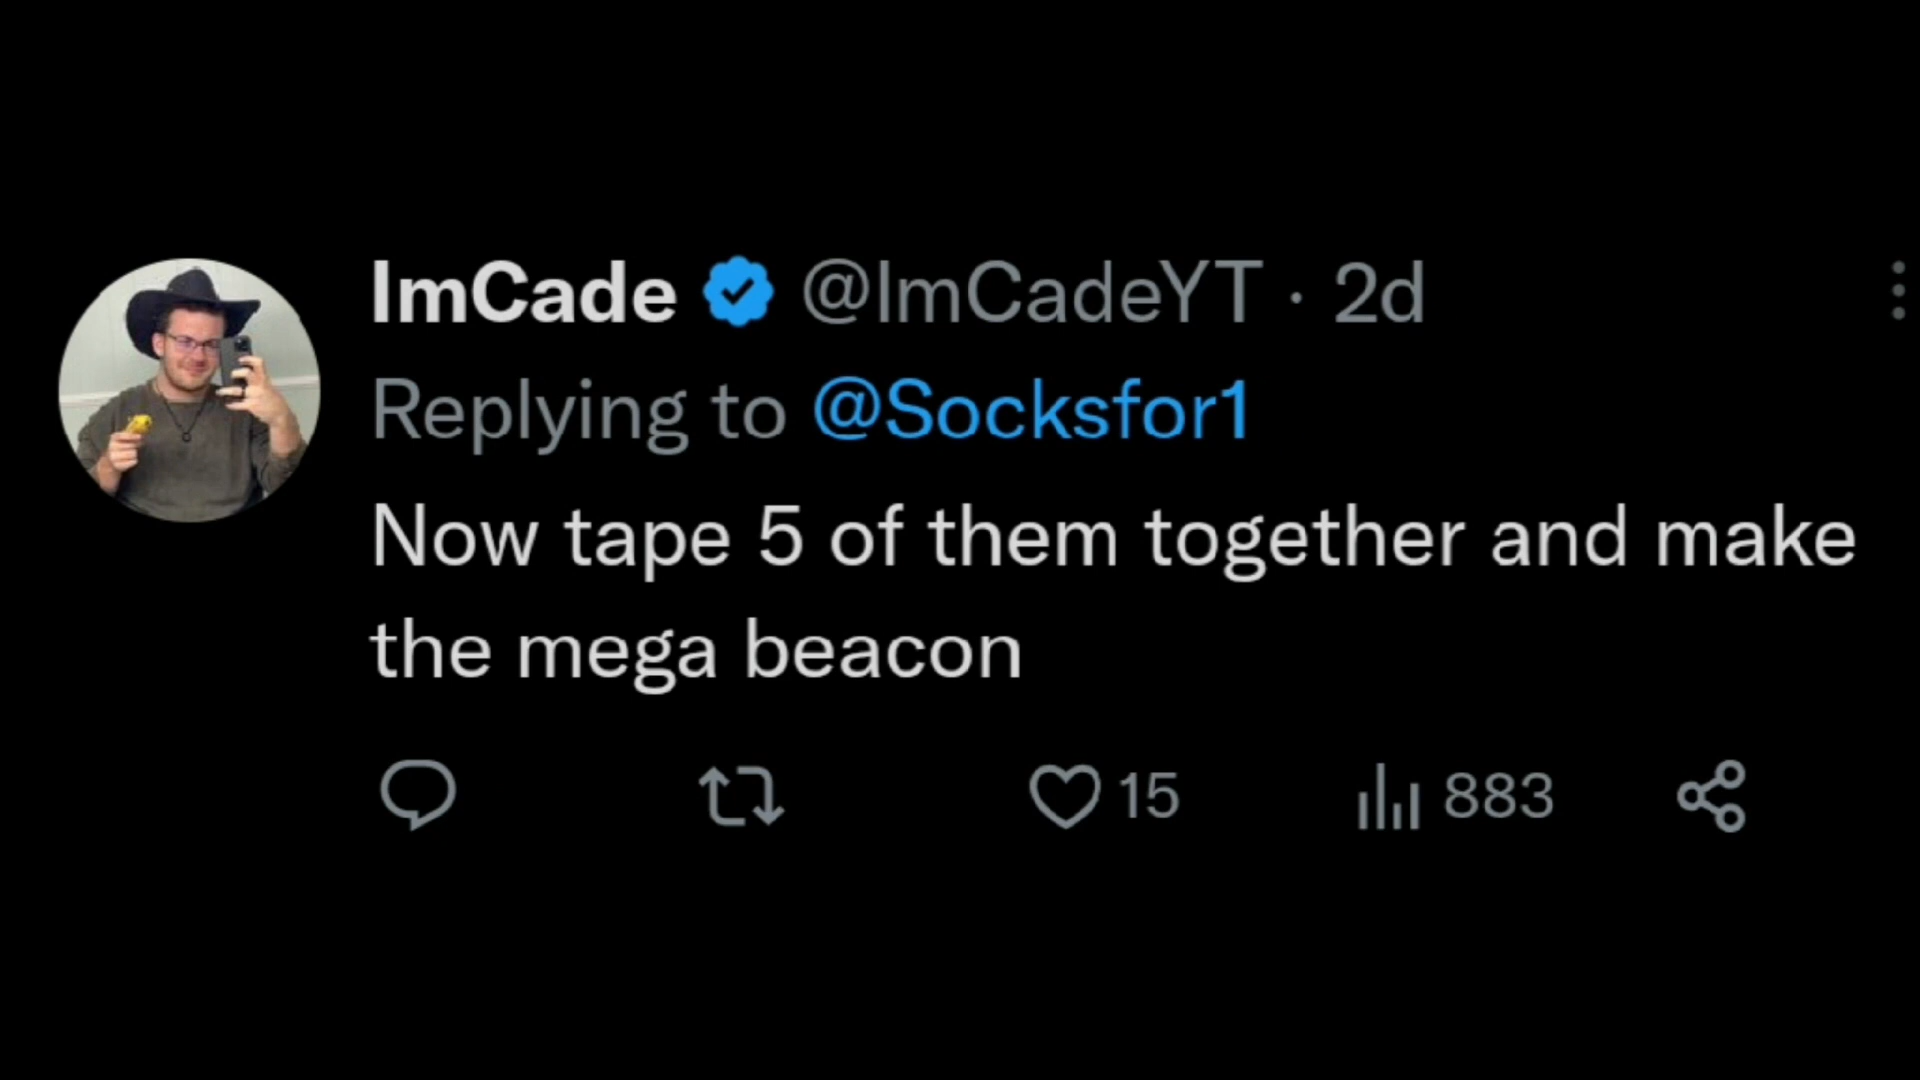 ImCade @ImCadeYT · 2d
Replying to @Socksfor1
Now tape 5 of them together and make
the mega beacon
15 883